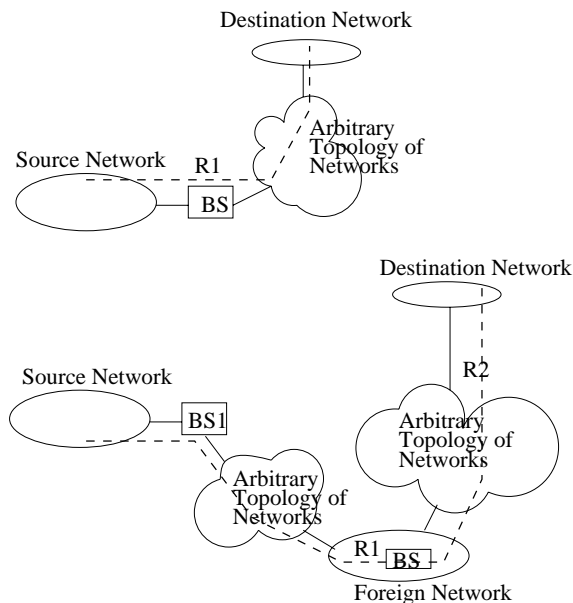 Destination Network
Arbitrary
Topology of
Networks
Source Network
R1
BS
Destination Network
R2
Source Network
BS1
Arbitrary
Topology of
Networks
Arbitrary
Topology of
Networks
R1
BS
Foreign Network